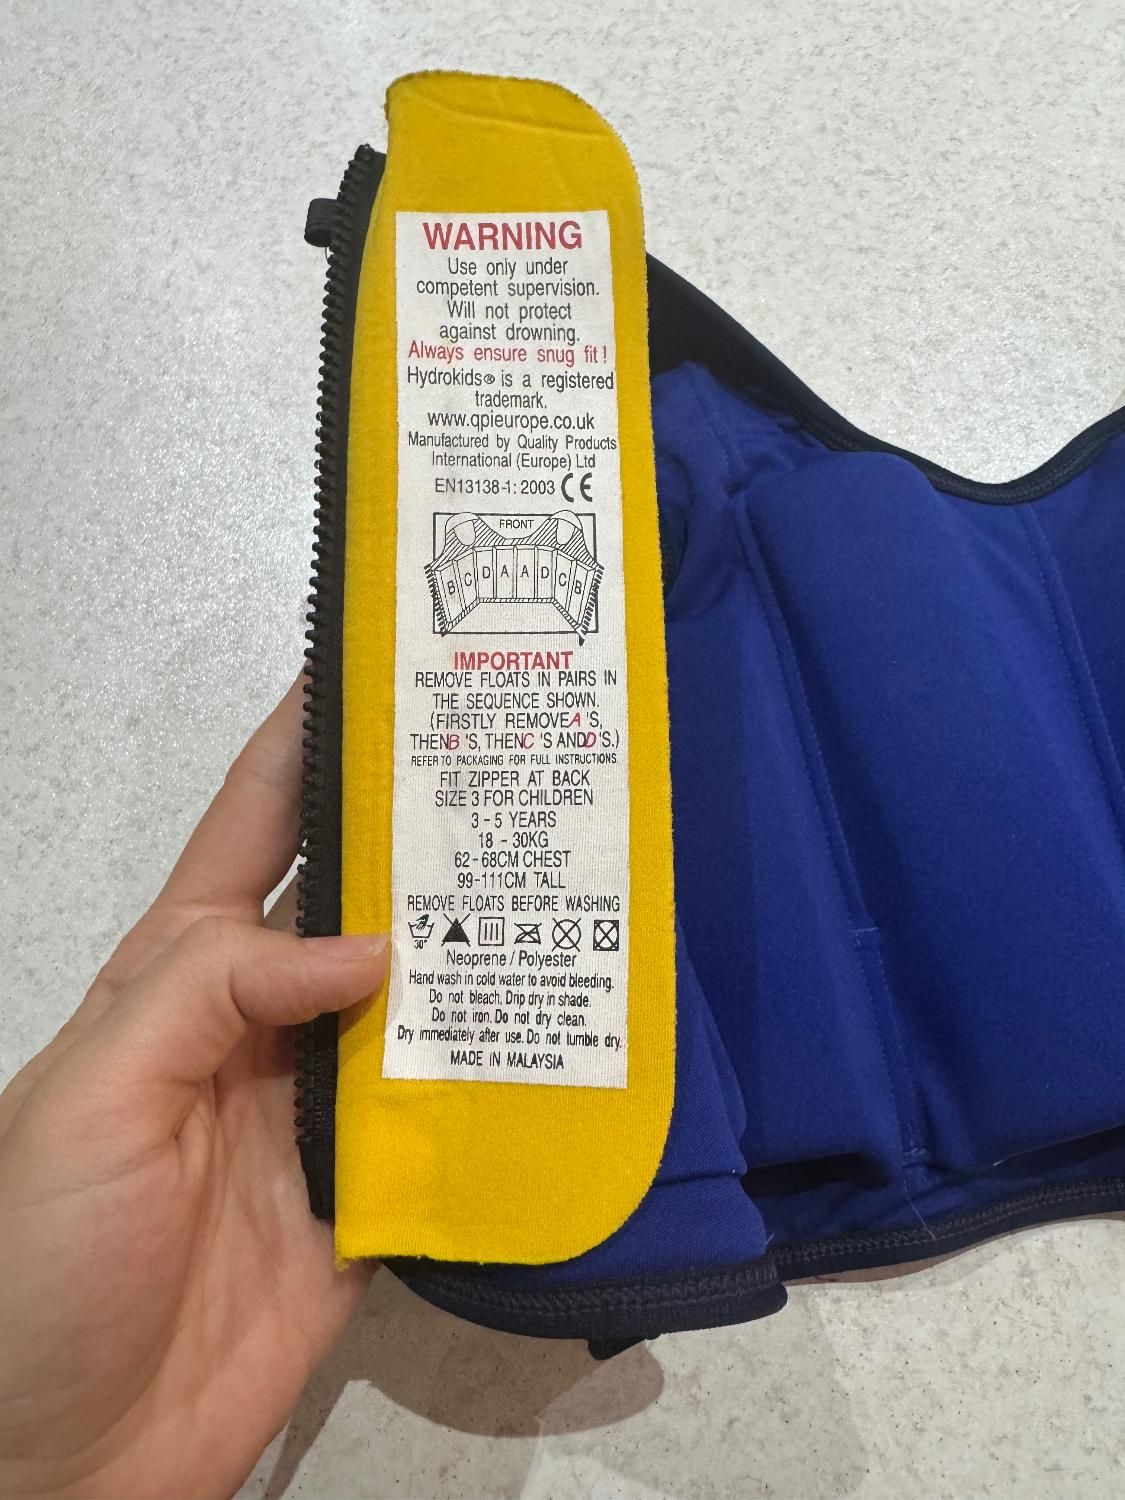 WARNING
Use only under
competent supervision.
Will not protect
against drowning.
Always ensure snug fit!
Hydrokids® is a registered
trademark.
www.qpieurope.co.uk
Manufactured by Quality Products
International (Europe) Ltd
EN13138-1: 2003 CE
FRONT
B C D A A D C B
IMPORTANT
REMOVE FLOATS IN PAIRS IN
THE SEQUENCE SHOWN.
(FIRSTLY REMOVE A 'S,
THEN B 'S, THEN C 'S AND D 'S.)
REFER TO PACKAGING FOR FULL INSTRUCTIONS.
FIT ZIPPER AT BACK
SIZE 3 FOR CHILDREN
3 - 5 YEARS
18 - 30KG
62-68CM CHEST
99-111CM TALL
REMOVE FLOATS BEFORE WASHING
30°
Neoprene / Polyester
Hand wash in cold water to avoid bleeding.
Do not bleach. Drip dry in shade.
Do not iron. Do not dry clean.
Dry immediately after use. Do not tumble dry.
MADE IN MALAYSIA